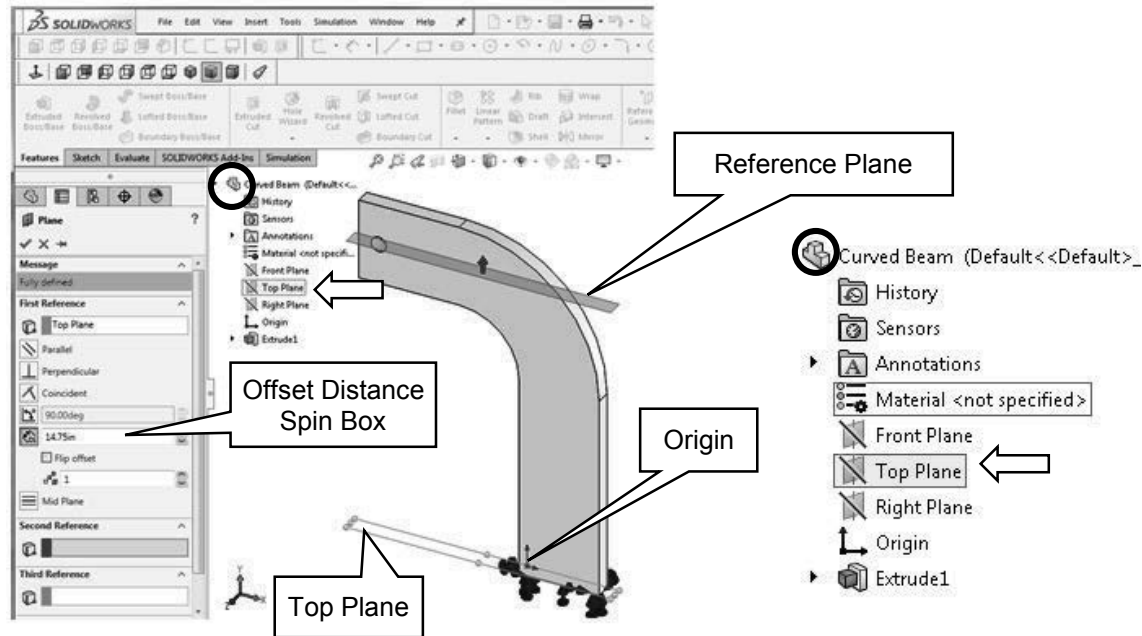 SOLIDWORKS File Edit View Insert Tools Simulation Window Help
Swept Boss/Base
Swept Cut
Rib
Wrap
Extruded Boss/Base
Revolved Boss/Base
Lofted Boss/Base
Extruded Cut
Hole Wizard
Revolved Cut
Lofted Cut
Fillet
Linear Pattern
Draft
Intersect
Boundary Boss/Base
Boundary Cut
Shell
Mirror
Features Sketch Evaluate SOLIDWORKS Add-Ins Simulation
Plane ?
Message
Fully defined
First Reference
Top Plane
Parallel
Perpendicular
Coincident
90.00deg
14.75in
Flip offset
1
Mid Plane
Second Reference
Third Reference
Curved Beam (Default<<...
History
Sensors
Annotations
Material <not specifi...
Front Plane
Top Plane
Right Plane
Origin
Extrude1
Reference Plane
Offset Distance
Spin Box
Origin
Top Plane
Y
X
Z
Curved Beam (Default<<Default>_
History
Sensors
Annotations
Material <not specified>
Front Plane
Top Plane
Right Plane
Origin
Extrude1